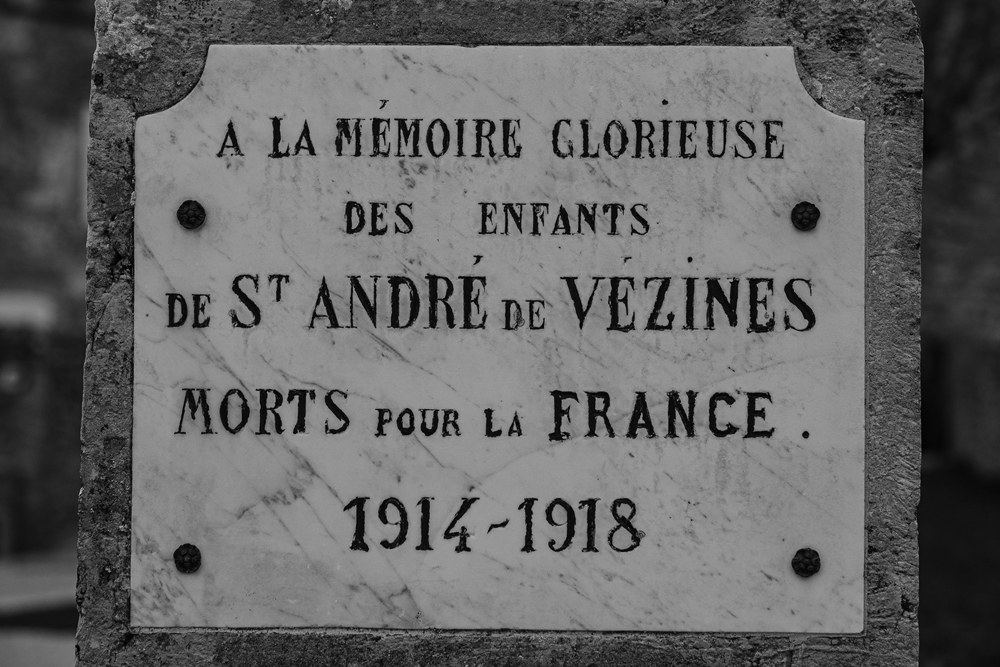 A LA MÉMOIRE GLORIEUSE
DES ENFANTS
DE ST ANDRÉ DE VÉZINES
MORTS POUR LA FRANCE.
1914-1918